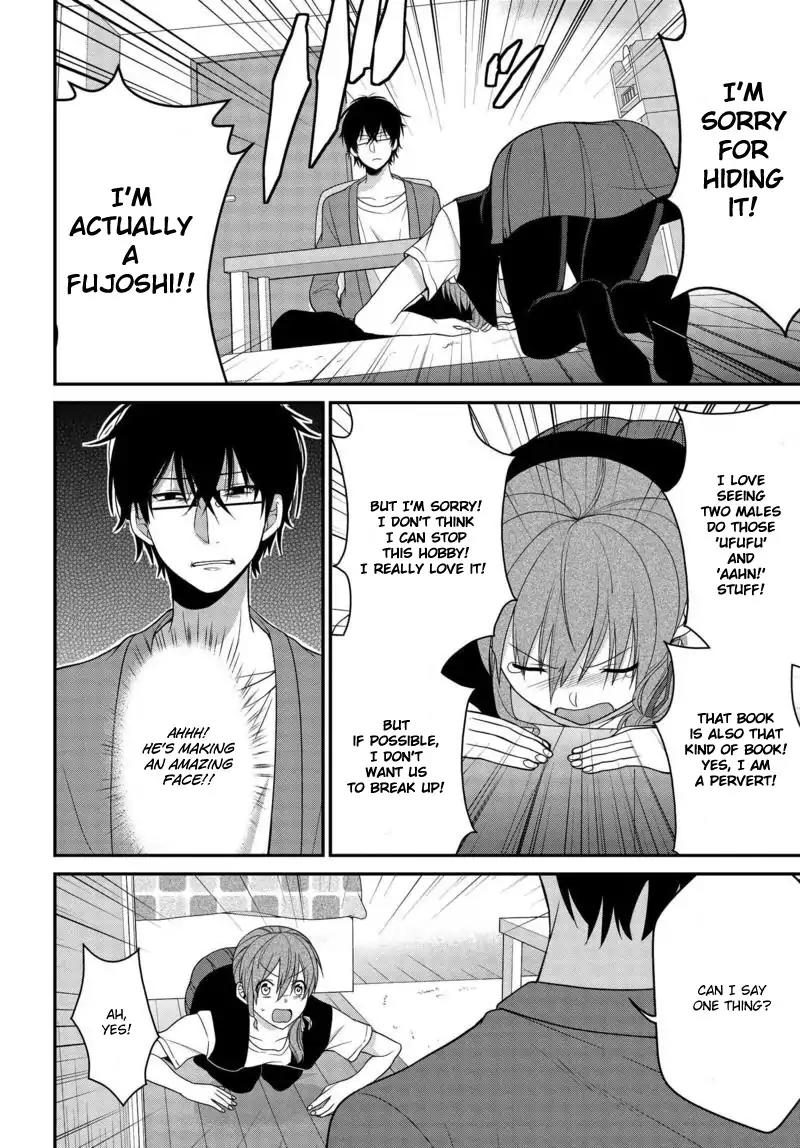 I'M
SORRY
FOR
HIDING
IT!
I'M
ACTUALLY
A
FUJOSHI!!
I LOVE
SEEING
TWO MALES
DO THOSE
'UFUFU'
AND
'AAHN!'
STUFF!
THAT BOOK
IS ALSO THAT
KIND OF BOOK!
YES, I AM
A PERVERT!
BUT I'M SORRY!
I DON'T THINK
I CAN STOP
THIS HOBBY!
I REALLY LOVE IT!
BUT
IF POSSIBLE,
I DON'T
WANT US
TO BREAK UP!
AHHH!
HE'S MAKING
AN AMAZING
FACE!!
CAN I SAY
ONE THING?
AH,
YES!